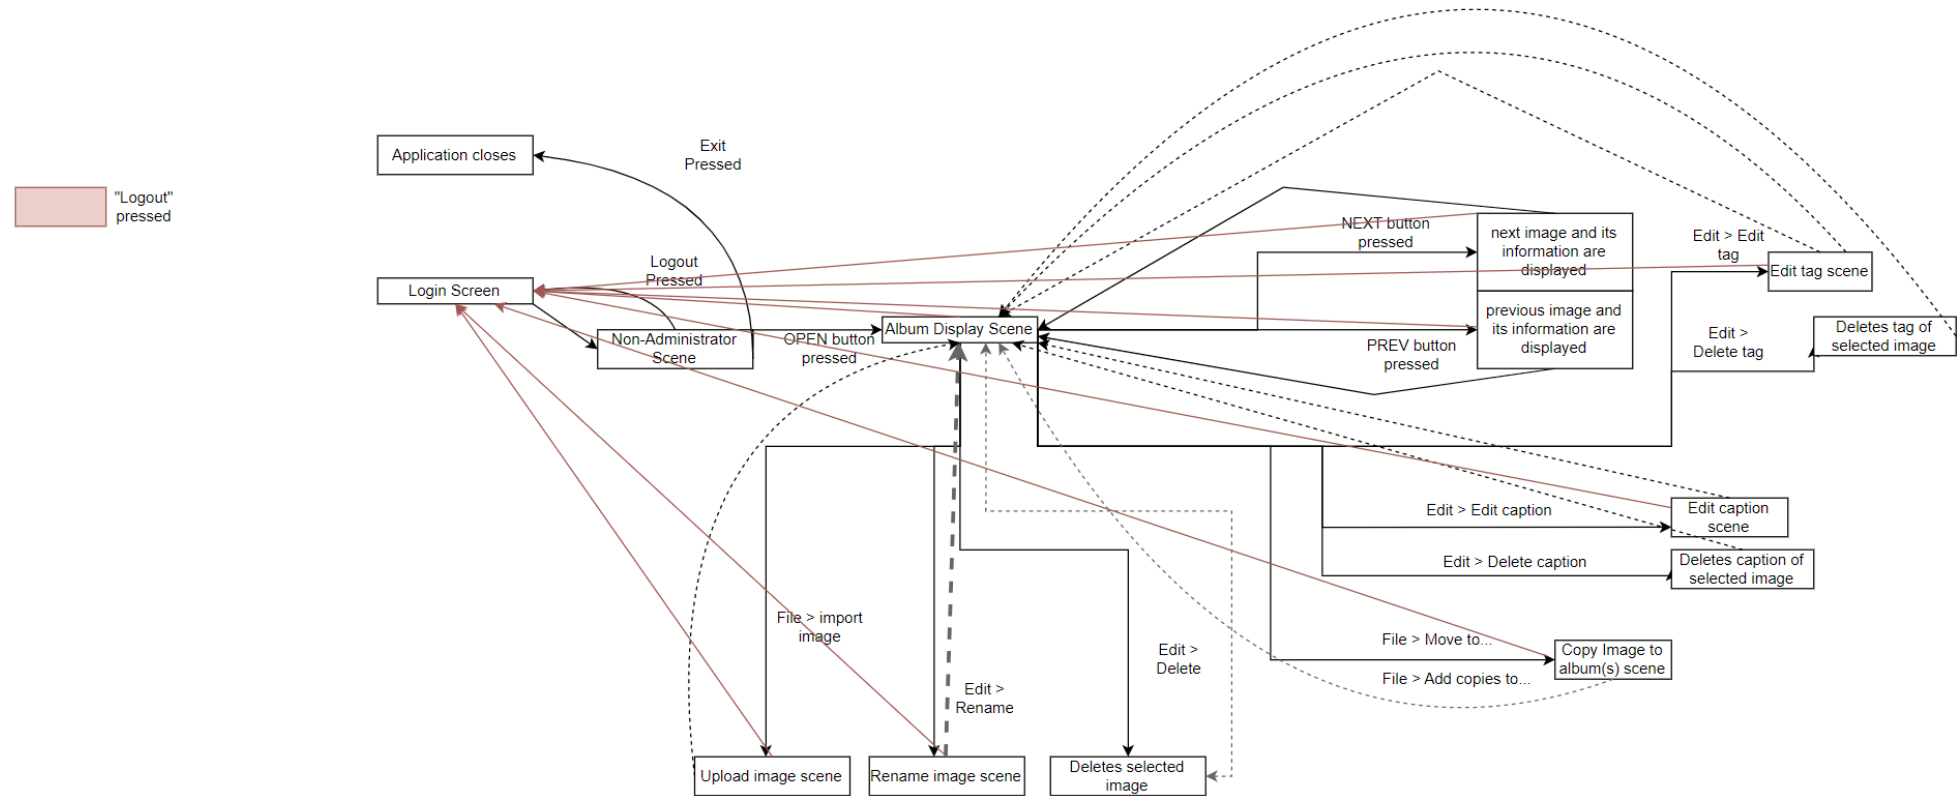 Exit
Pressed
Application closes
"Logout"
pressed
NEXT button
pressed
next image and its
information are
displayed
Edit > Edit
tag
Edit tag scene
Logout
Pressed
Login Screen
previous image and
its information are
displayed
Non-Administrator
Scene
OPEN button
pressed
Album Display Scene
PREV button
pressed
Edit >
Delete tag
Deletes tag of
selected image
Edit > Edit caption
Edit caption
scene
Edit > Delete caption
Deletes caption of
selected image
File > import
image
Edit >
Delete
File > Move to...
File > Add copies to...
Copy Image to
album(s) scene
Edit >
Rename
Upload image scene
Rename image scene
Deletes selected
image